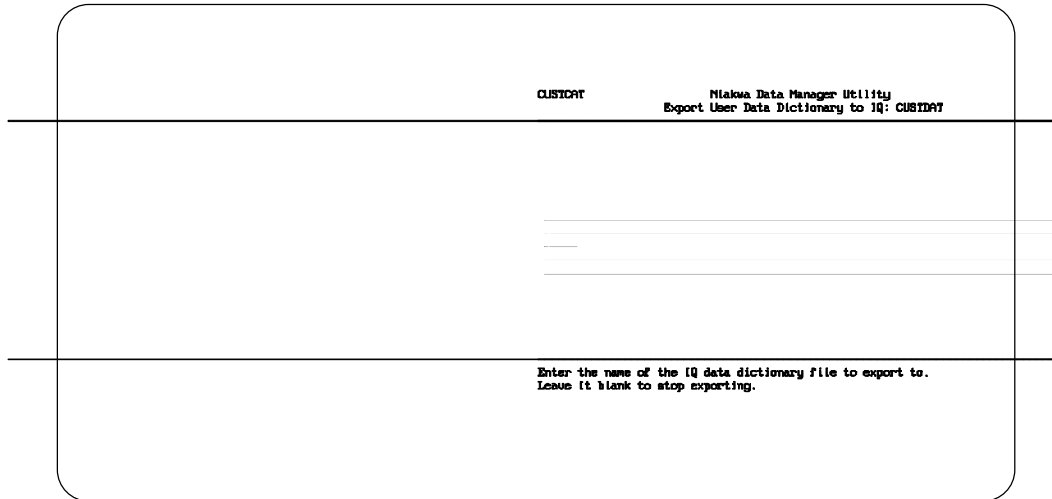 CUSTCAT Niakwa Data Manager Utility
Export User Data Dictionary to IQ: CUSTDAT
Enter the name of the IQ data dictionary file to export to.
Leave it blank to stop exporting.